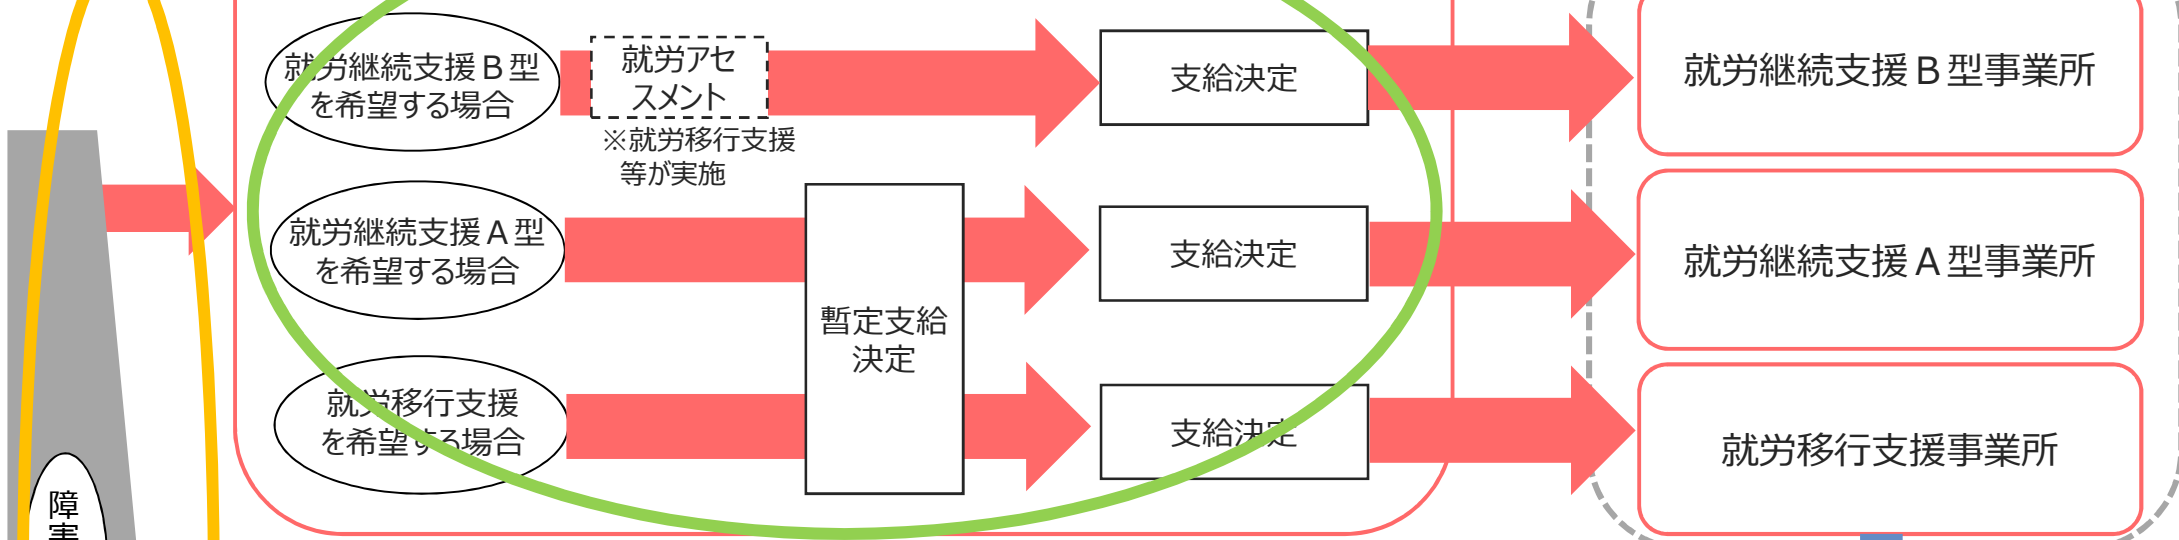 就労継続支援Ｂ型
を希望する場合
就労アセ
スメント
※就労移行支援
等が実施
支給決定
就労継続支援Ｂ型事業所
就労継続支援Ａ型
を希望する場合
暫定支給
決定
支給決定
就労継続支援Ａ型事業所
就労移行支援
を希望する場合
支給決定
就労移行支援事業所
障
害